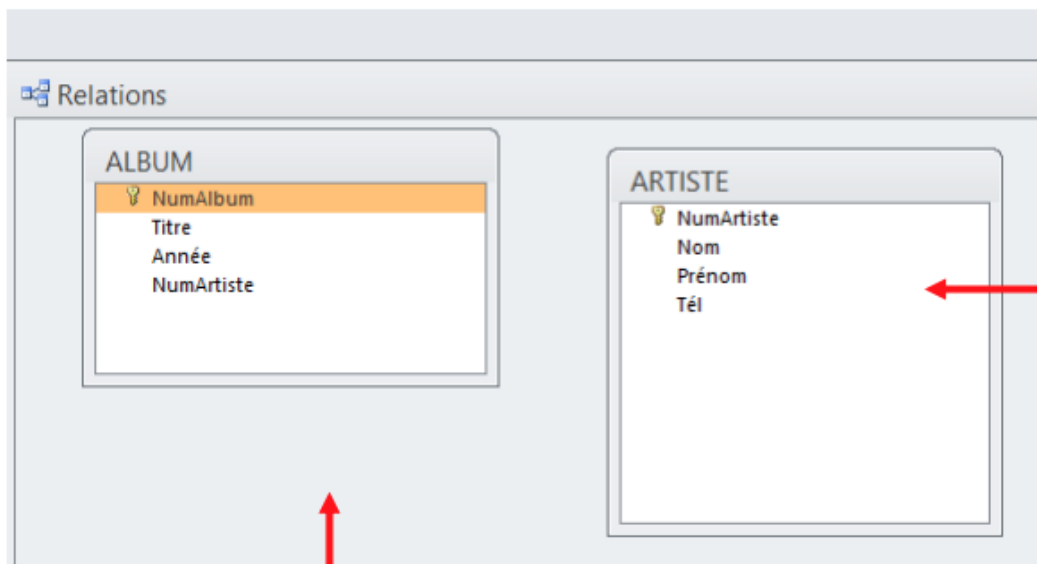 Relations
ALBUM
NumAlbum
Titre
Année
NumArtiste
ARTISTE
NumArtiste
Nom
Prénom
Tél